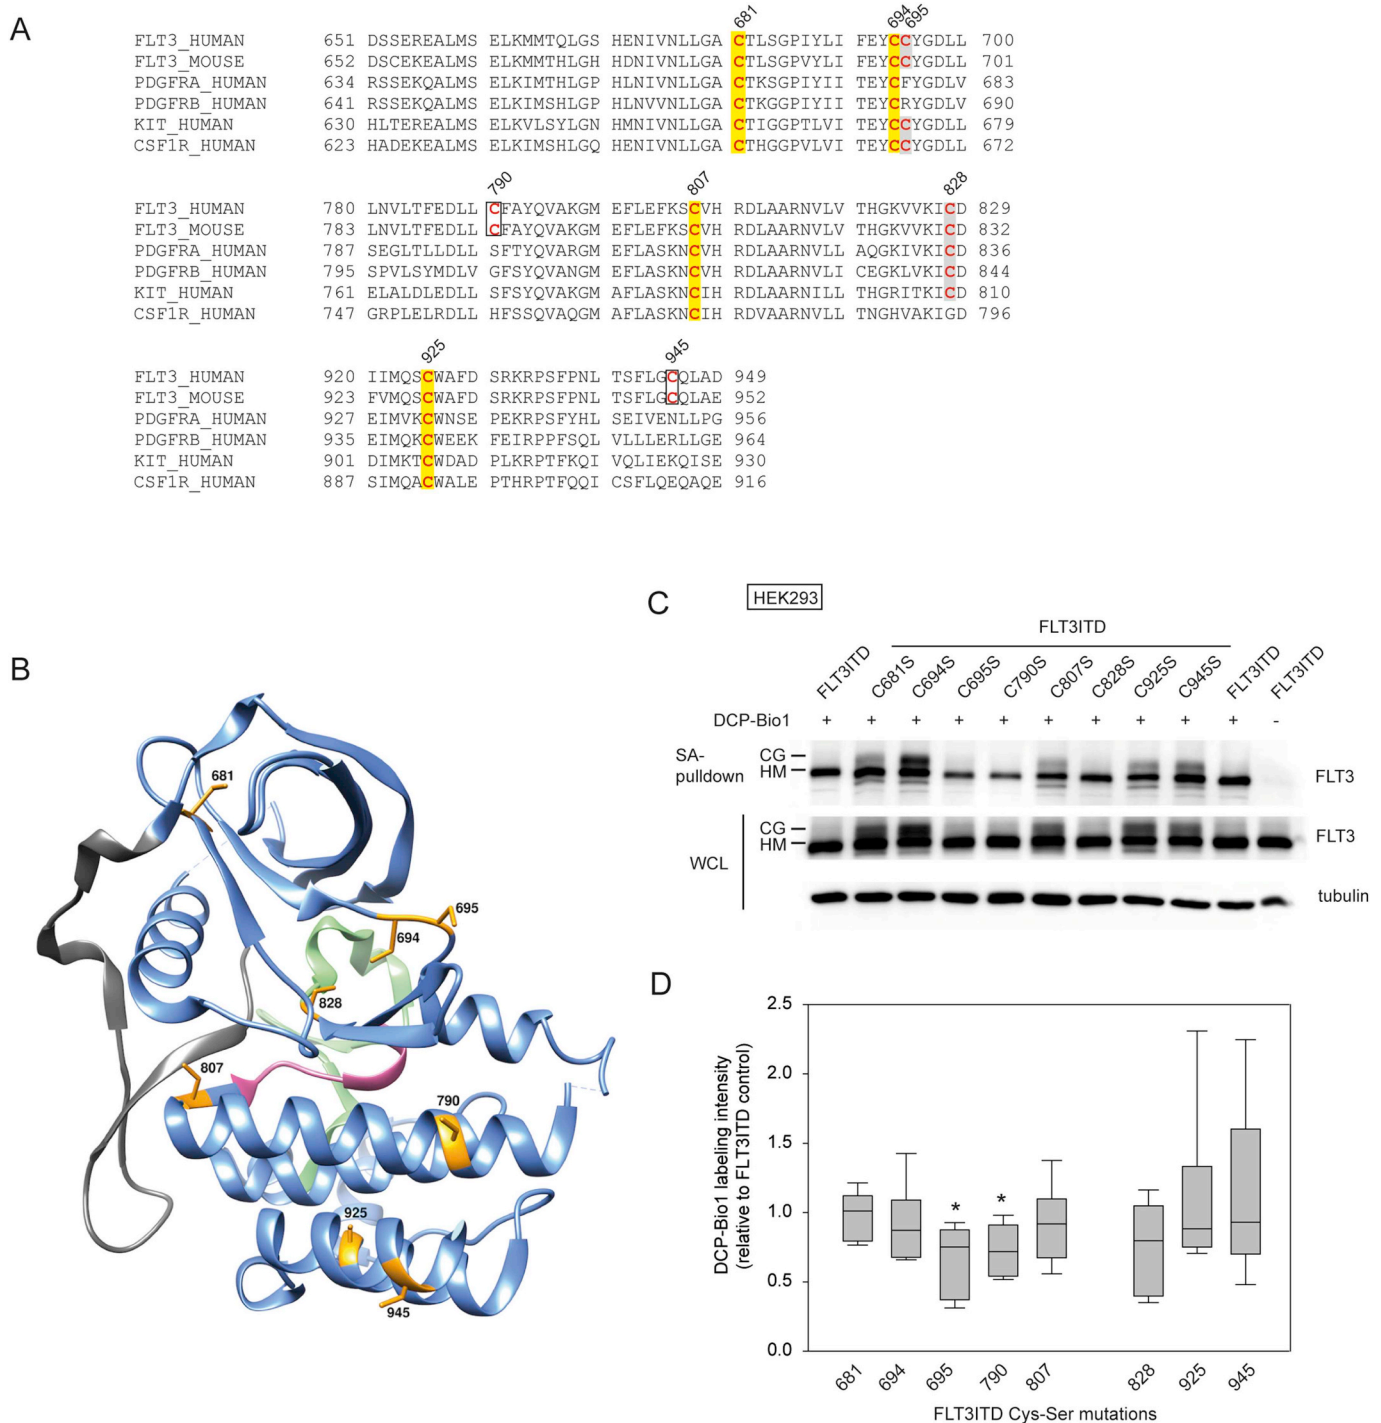 A
681
694
695
FLT3_HUMAN 651 DSSEREALMS ELKMMTQLGS HENIVNLLGA CTLSGPIYLI FEYCCYGDLL 700
FLT3_MOUSE 652 DSCEKEALMS ELKMMTHLGH HDNIVNLLGA CTLSGPVYLI FEYCCYGDLL 701
PDGFRA_HUMAN 634 RSSEKQALMS ELKIMTHLGP HLNIVNLLGA CTKSGPIYII TEYCFYGDLV 683
PDGFRB_HUMAN 641 RSSEKQALMS ELKIMSHLGP HLNVVNLLGA CTKGGPIYII TEYCRYGDLV 690
KIT_HUMAN 630 HLTEREALMS ELKVLSYLGN HMNIVNLLGA CTIGGPTLVI TEYCCYGDLL 679
CSF1R_HUMAN 623 HADEKEALMS ELKIMSHLGQ HENIVNLLGA CTHGGPVLVI TEYCCYGDLL 672
790
807
828
FLT3_HUMAN 780 LNVLTFEDLL CFAYQVAKGM EFLEFKSCVH RDLAARNVLV THGKVVKICD 829
FLT3_MOUSE 783 LNVLTFEDLL CFAYQVAKGM EFLEFKSCVH RDLAARNVLV THGKVVKICD 832
PDGFRA_HUMAN 787 SEGLTLLDLL SFTYQVARGM EFLASKNCVH RDLAARNVLL AQGKIVKICD 836
PDGFRB_HUMAN 795 SPVLSYMDLV GFSYQVANGM EFLASKNCVH RDLAARNVLI CEGKLVKICD 844
KIT_HUMAN 761 ELALDLEDLL SFSYQVAKGM AFLASKNCIH RDLAARNILL THGRITKICD 810
CSF1R_HUMAN 747 GRPLELRDLL HFSSQVAQGM AFLASKNCIH RDVAARNVLL TNGHVAKIGD 796
925
945
FLT3_HUMAN 920 IIMQSCWAFD SRKRPSFPNL TSFLGCQLAD 949
FLT3_MOUSE 923 FVMQSCWAFD SRKRPSFPNL TSFLGCQLAE 952
PDGFRA_HUMAN 927 EIMVKCWNSE PEKRPSFYHL SEIVENLLPG 956
PDGFRB_HUMAN 935 EIMQKCWEEK FEIRPPFSQL VLLLERLLGE 964
KIT_HUMAN 901 DIMKTCWDAD PLKRPTFKQI VQLIEKQISE 930
CSF1R_HUMAN 887 SIMQACWALE PTHRPTFQQI CSFLQEQAQE 916
B
681
695
694
828
807
790
925
945
C
HEK293
FLT3ITD
FLT3ITD C681S C694S C695S C790S C807S C828S C925S C945S FLT3ITD FLT3ITD
DCP-Bio1 + + + + + + + + + + -
SA-pulldown
CG
HM
FLT3
WCL
CG
HM
FLT3
tubulin
D
DCP-Bio1 labeling intensity
(relative to FLT3ITD control)
2.5
2.0
1.5
1.0
0.5
0.0
* *
681 694 695 790 807 828 925 945
FLT3ITD Cys-Ser mutations